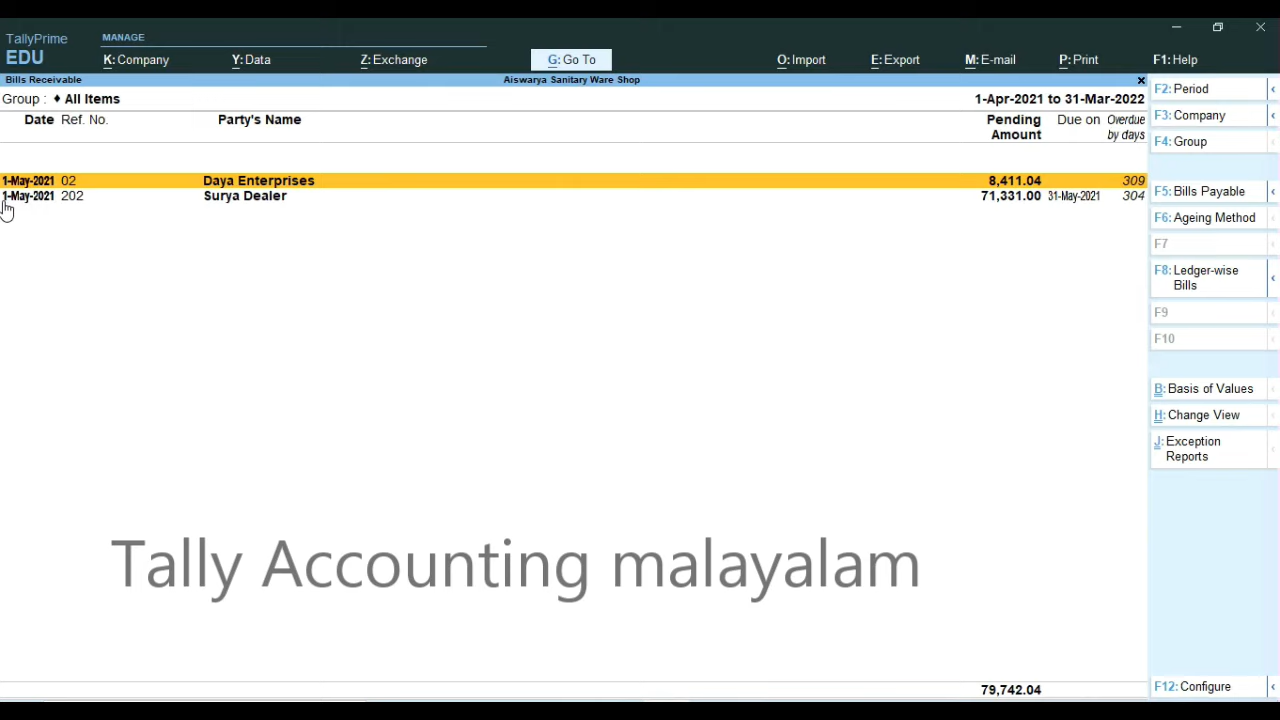 TallyPrime
EDU
MANAGE
K: Company
Y: Data
Z: Exchange
G: Go To
O: Import
E: Export
M: E-mail
P: Print
F1: Help
Bills Receivable
Aiswarya Sanitary Ware Shop
Group : ♦ All Items
1-Apr-2021 to 31-Mar-2022
Date Ref. No. Party's Name Pending Amount Due on Overdue by days
1-May-2021 02 Daya Enterprises 8,411.04 309
1-May-2021 202 Surya Dealer 71,331.00 31-May-2021 304
79,742.04
Tally Accounting malayalam
F2: Period
F3: Company
F4: Group
F5: Bills Payable
F6: Ageing Method
F7
F8: Ledger-wise
Bills
F9
F10
B: Basis of Values
H: Change View
J: Exception
Reports
F12: Configure